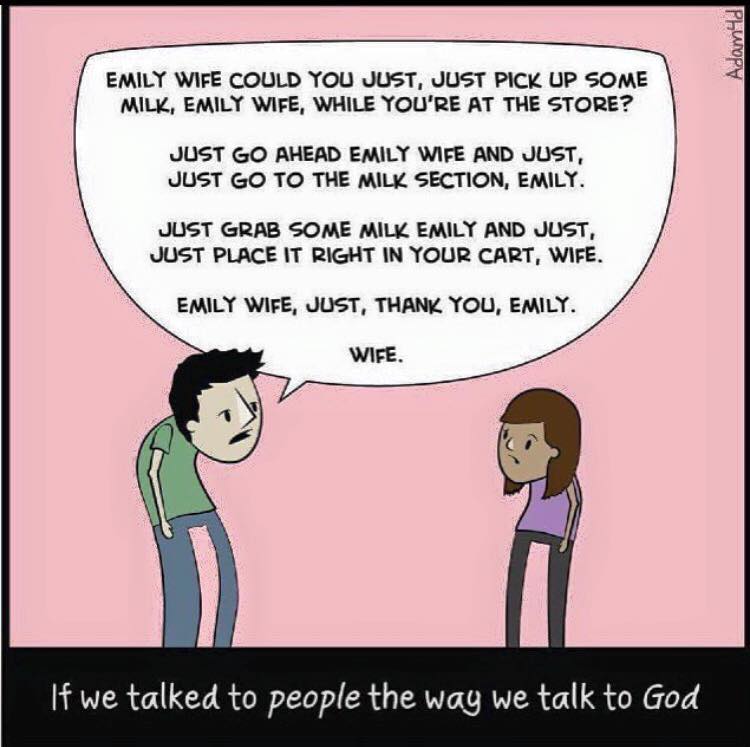 Adam4d
EMILY WIFE COULD YOU JUST, JUST PICK UP SOME
MILK, EMILY WIFE, WHILE YOU'RE AT THE STORE?
JUST GO AHEAD EMILY WIFE AND JUST,
JUST GO TO THE MILK SECTION, EMILY.
JUST GRAB SOME MILK EMILY AND JUST,
JUST PLACE IT RIGHT IN YOUR CART, WIFE.
EMILY WIFE, JUST, THANK YOU, EMILY.
WIFE.
If we talked to people the way we talk to God